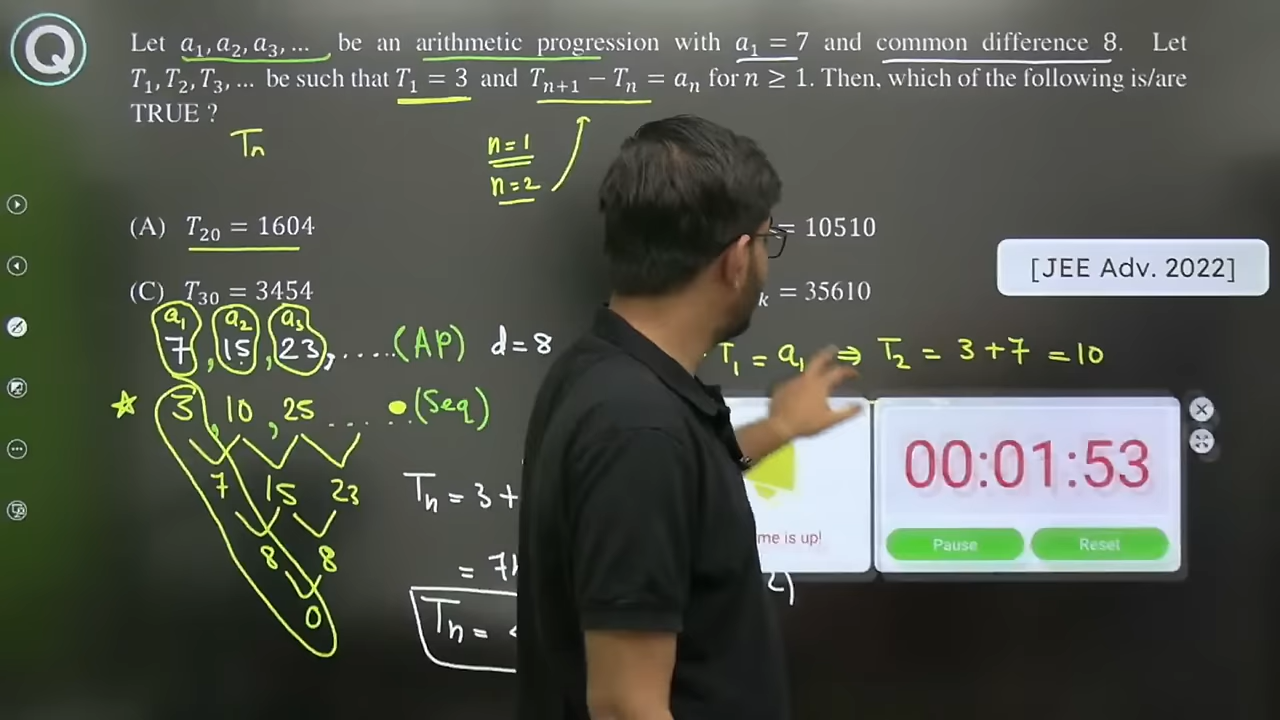 Q
Let a₁, a₂, a₃, ... be an arithmetic progression with a₁ = 7 and common difference 8. Let
T₁, T₂, T₃, ... be such that T₁ = 3 and Tₙ₊₁ − Tₙ = aₙ for n ≥ 1. Then, which of the following is/are
TRUE ?
Tₙ
n=1
n=2
(A) T₂₀ = 1604
= 10510
[JEE Adv. 2022]
(C) T₃₀ = 3454
k = 35610
a₁ a₂ a₃
7, 15, 23, ..... (AP) d=8
T₁ = a₁ ⇒ T₂ = 3+7 = 10
3, 10, 25 ....... (Seq)
7 15 23
8 8
0
Tₙ = 3+
= 7
Tₙ =
2)
me is up!
00:01:53
Pause Reset